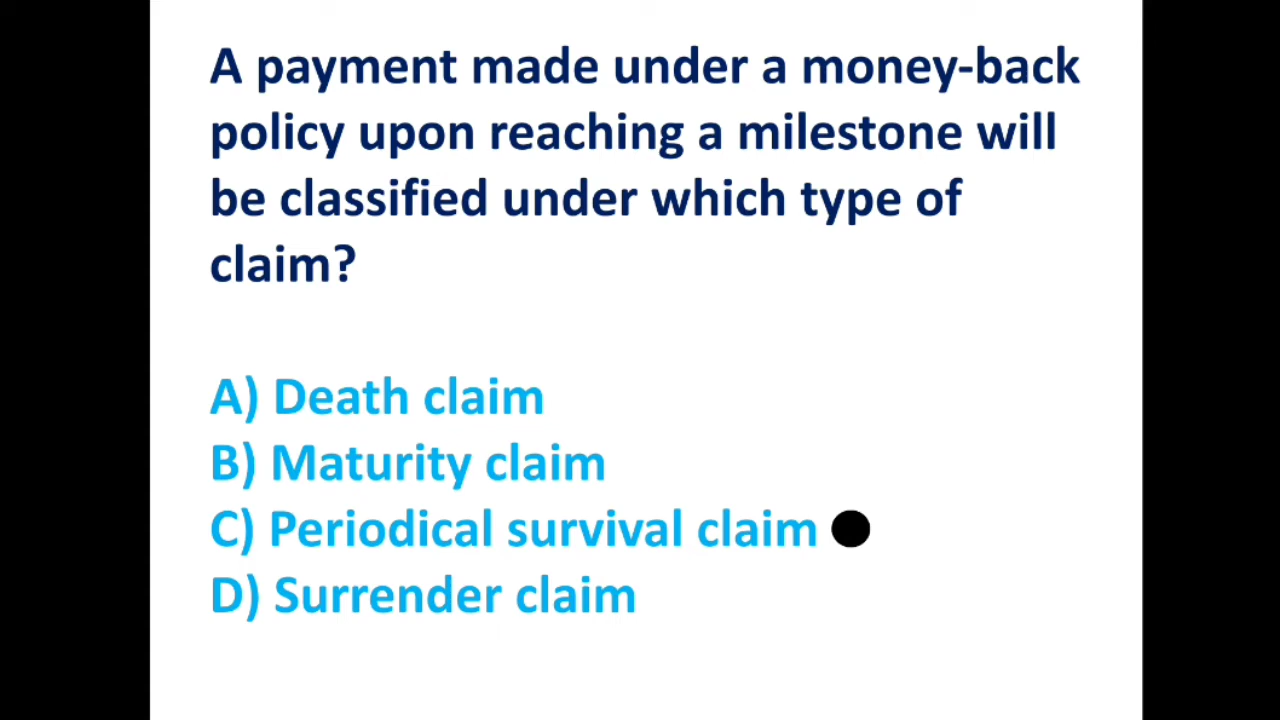 A payment made under a money-back
policy upon reaching a milestone will
be classified under which type of
claim?
A) Death claim
B) Maturity claim
C) Periodical survival claim
D) Surrender claim